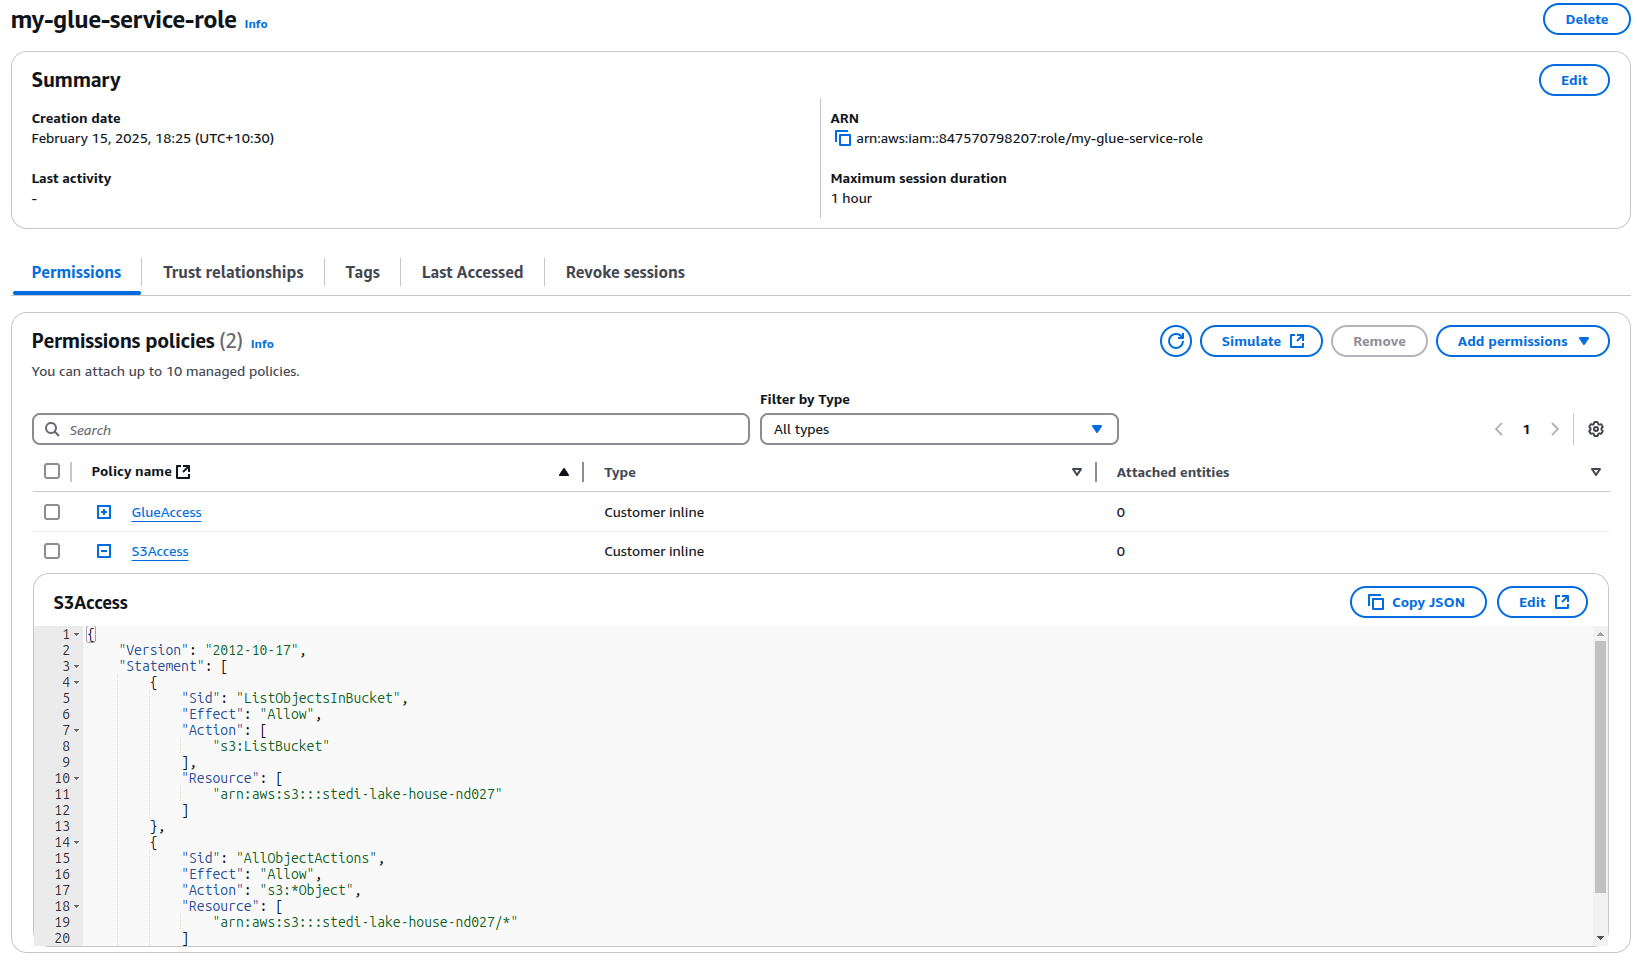 my-glue-service-role Info
Delete
Summary
Edit
Creation date
February 15, 2025, 18:25 (UTC+10:30)
ARN
arn:aws:iam::847570798207:role/my-glue-service-role
Last activity
-
Maximum session duration
1 hour
Permissions
Trust relationships
Tags
Last Accessed
Revoke sessions
Permissions policies (2) Info
Simulate
Remove
Add permissions
You can attach up to 10 managed policies.
Filter by Type
Search
All types
1
Policy name
Type
Attached entities
GlueAccess
Customer inline
0
S3Access
Customer inline
0
S3Access
Copy JSON
Edit
1 {
2     "Version": "2012-10-17",
3     "Statement": [
4         {
5             "Sid": "ListObjectsInBucket",
6             "Effect": "Allow",
7             "Action": [
8                 "s3:ListBucket"
9             ],
10             "Resource": [
11                 "arn:aws:s3:::stedi-lake-house-nd027"
12             ]
13         },
14         {
15             "Sid": "AllObjectActions",
16             "Effect": "Allow",
17             "Action": "s3:*Object",
18             "Resource": [
19                 "arn:aws:s3:::stedi-lake-house-nd027/*"
20             ]